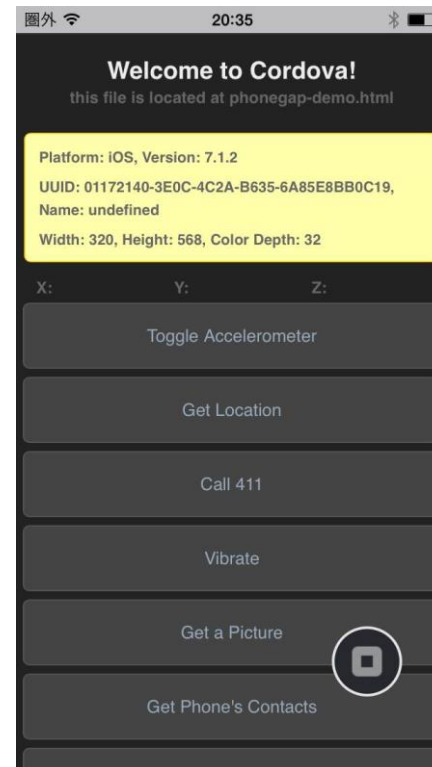 圏外 20:35
Welcome to Cordova!
this file is located at phonegap-demo.html
Platform: iOS, Version: 7.1.2
UUID: 01172140-3E0C-4C2A-B635-6A85E8BB0C19,
Name: undefined
Width: 320, Height: 568, Color Depth: 32
X: Y: Z:
Toggle Accelerometer
Get Location
Call 411
Vibrate
Get a Picture
Get Phone's Contacts